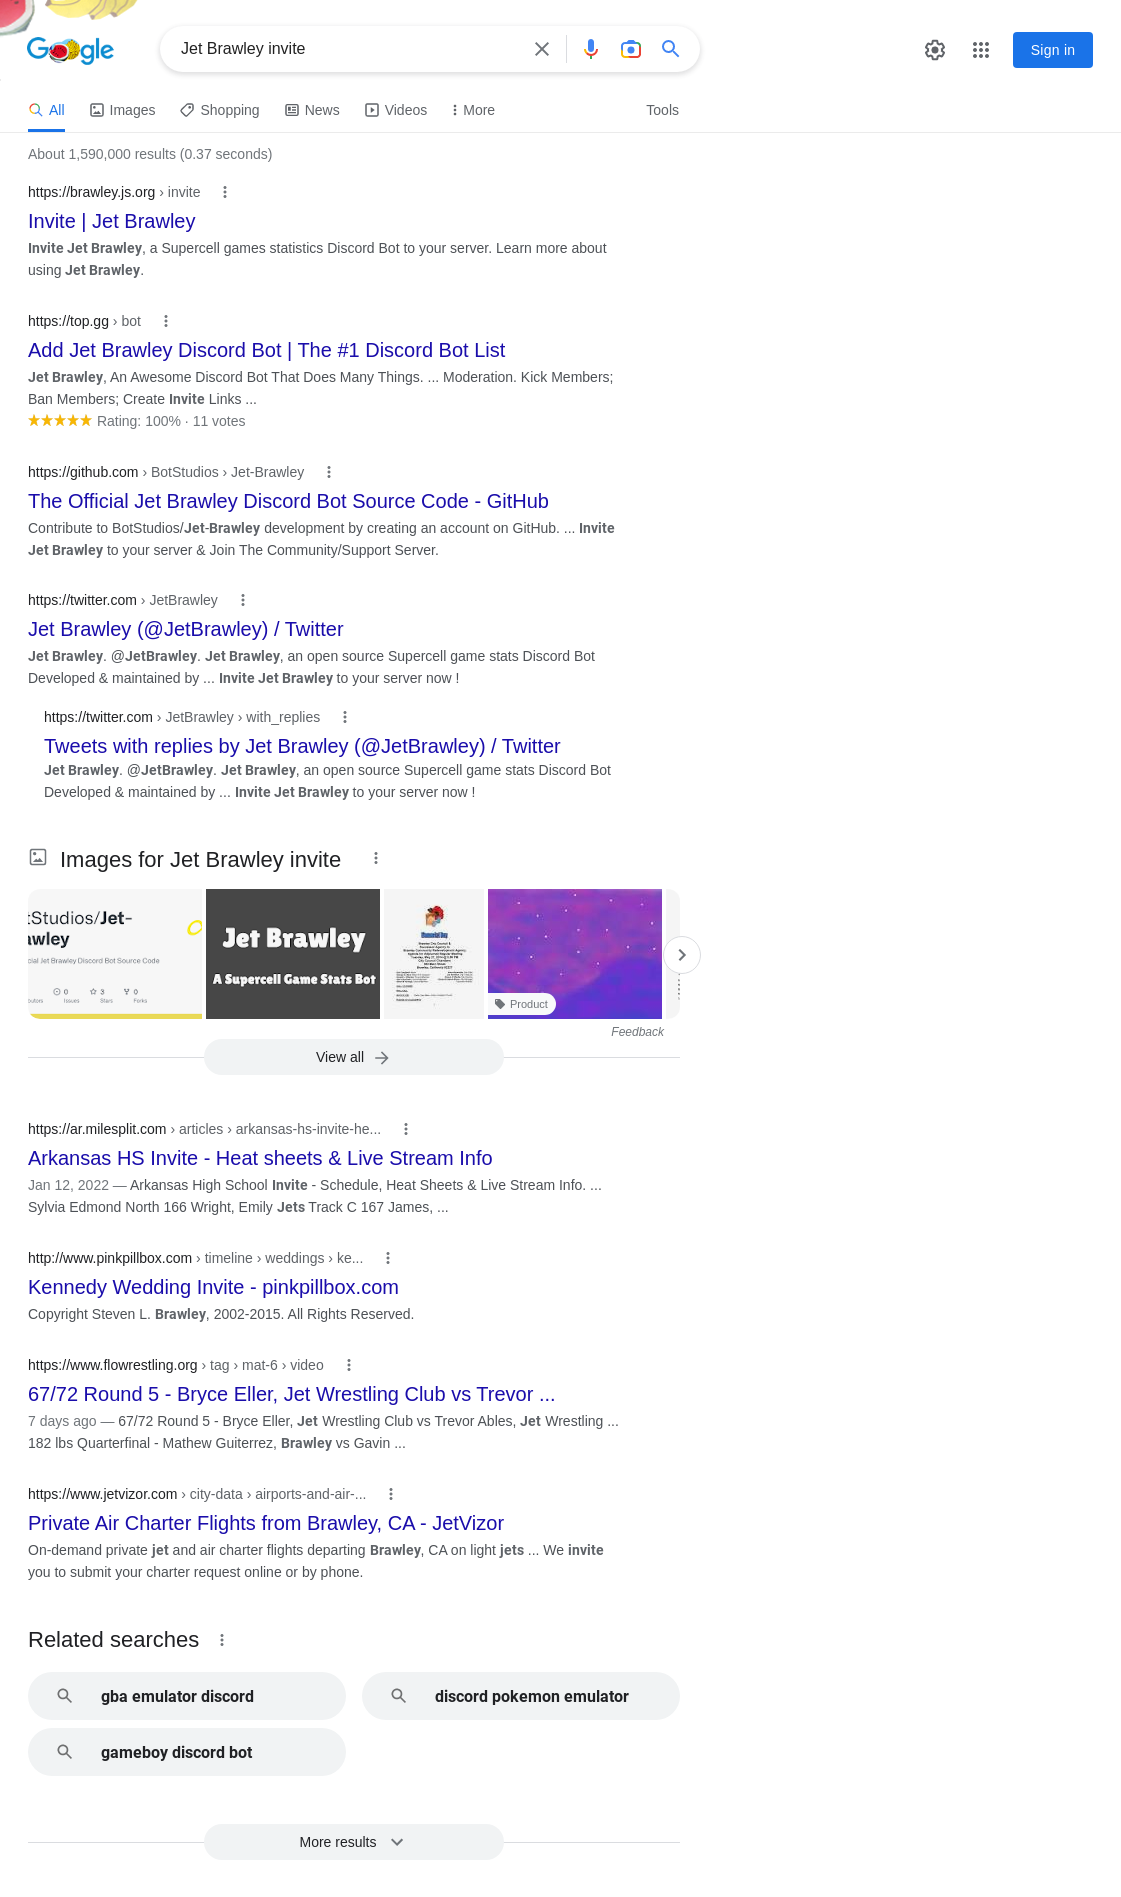 Google
Jet Brawley invite
Sign in
All
Images
Shopping
News
Videos
More
Tools
About 1,590,000 results (0.37 seconds)
https://brawley.js.org › invite
Invite | Jet Brawley
Invite Jet Brawley, a Supercell games statistics Discord Bot to your server. Learn more about
using Jet Brawley.
https://top.gg › bot
Add Jet Brawley Discord Bot | The #1 Discord Bot List
Jet Brawley, An Awesome Discord Bot That Does Many Things. ... Moderation. Kick Members;
Ban Members; Create Invite Links ...
Rating: 100% · 11 votes
https://github.com › BotStudios › Jet-Brawley
The Official Jet Brawley Discord Bot Source Code - GitHub
Contribute to BotStudios/Jet-Brawley development by creating an account on GitHub. ... Invite
Jet Brawley to your server & Join The Community/Support Server.
https://twitter.com › JetBrawley
Jet Brawley (@JetBrawley) / Twitter
Jet Brawley. @JetBrawley. Jet Brawley, an open source Supercell game stats Discord Bot
Developed & maintained by ... Invite Jet Brawley to your server now !
https://twitter.com › JetBrawley › with_replies
Tweets with replies by Jet Brawley (@JetBrawley) / Twitter
Jet Brawley. @JetBrawley. Jet Brawley, an open source Supercell game stats Discord Bot
Developed & maintained by ... Invite Jet Brawley to your server now !
Images for Jet Brawley invite
tStudios/Jet-
awley
cial Jet Brawley Discord Bot Source Code
0
3
0
Issues
Stars
Forks
Jet Brawley
A Supercell Game Stats Bot
Memorial Day
Product
Feedback
View all
https://ar.milesplit.com › articles › arkansas-hs-invite-he...
Arkansas HS Invite - Heat sheets & Live Stream Info
Jan 12, 2022 — Arkansas High School Invite - Schedule, Heat Sheets & Live Stream Info. ...
Sylvia Edmond North 166 Wright, Emily Jets Track C 167 James, ...
http://www.pinkpillbox.com › timeline › weddings › ke...
Kennedy Wedding Invite - pinkpillbox.com
Copyright Steven L. Brawley, 2002-2015. All Rights Reserved.
https://www.flowrestling.org › tag › mat-6 › video
67/72 Round 5 - Bryce Eller, Jet Wrestling Club vs Trevor ...
7 days ago — 67/72 Round 5 - Bryce Eller, Jet Wrestling Club vs Trevor Ables, Jet Wrestling ...
182 lbs Quarterfinal - Mathew Guiterrez, Brawley vs Gavin ...
https://www.jetvizor.com › city-data › airports-and-air-...
Private Air Charter Flights from Brawley, CA - JetVizor
On-demand private jet and air charter flights departing Brawley, CA on light jets ... We invite
you to submit your charter request online or by phone.
Related searches
gba emulator discord
discord pokemon emulator
gameboy discord bot
More results